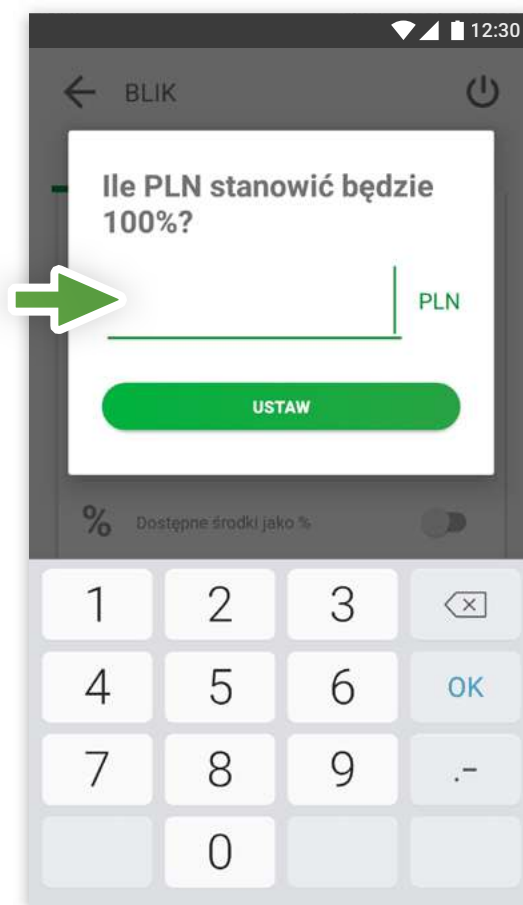 12:30
BLIK
Ile PLN stanowić będzie
100%?
PLN
USTAW
% Dostępne środki jako %
1 2 3
4 5 6 OK
7 8 9 .-
0